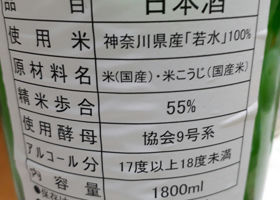 品目 日本酒
使用米 神奈川県産「若水」100%
原材料名 米(国産)・米こうじ(国産米)
精米歩合 55%
使用酵母 協会9号系
アルコール分 17度以上18度未満
内容量 1800ml